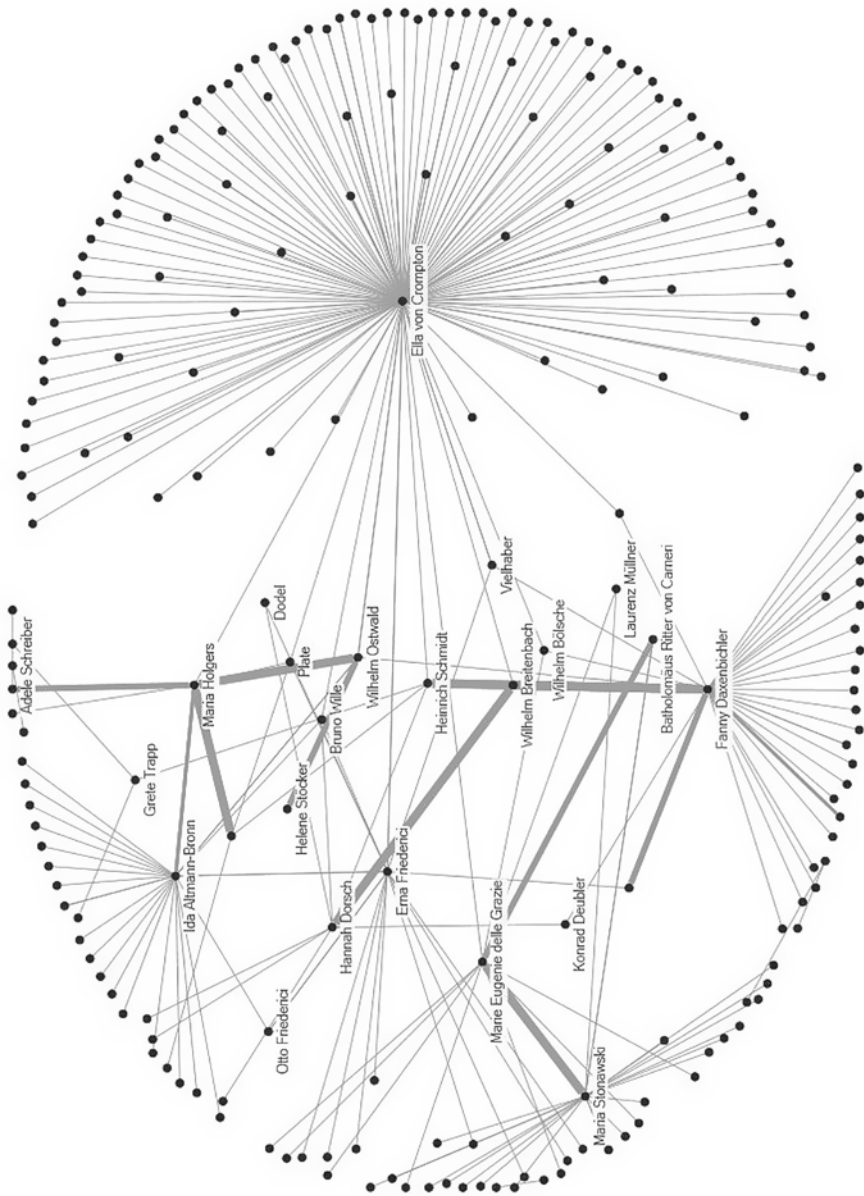 Adele Schreiber
Grete Trapp
Ida Altmann-Bronn
Maria Holgers
Dodel
Otto Friederici
Helene Stöcker
Plate
Bruno Wille
Hannah Dorsch
Wilhelm Ostwald
Erna Friederici
Ella von Crompton
Heinrich Schmidt
Marie Eugenie delle Grazie
Vielhaber
Wilhelm Breitenbach
Wilhelm Bölsche
Konrad Deubler
Maria Stonawski
Laurenz Müllner
Batholomäus Ritter von Carneri
Fanny Daxenbichler